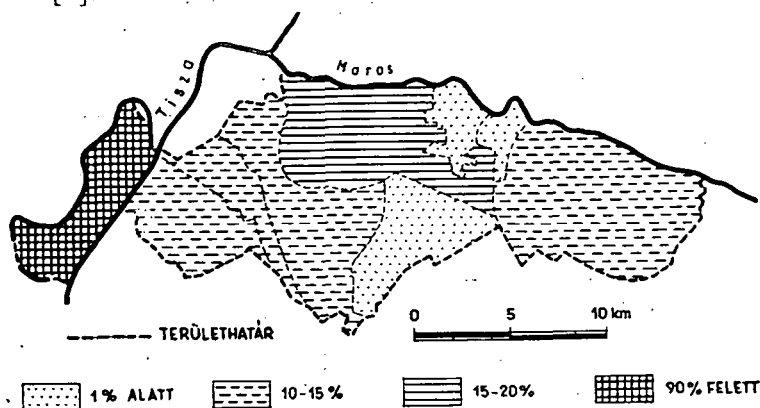 Tisza
Maros
TERÜLETHATÁR
0 5 10 km
1% ALATT
10-15%
15-20%
90% FELETT